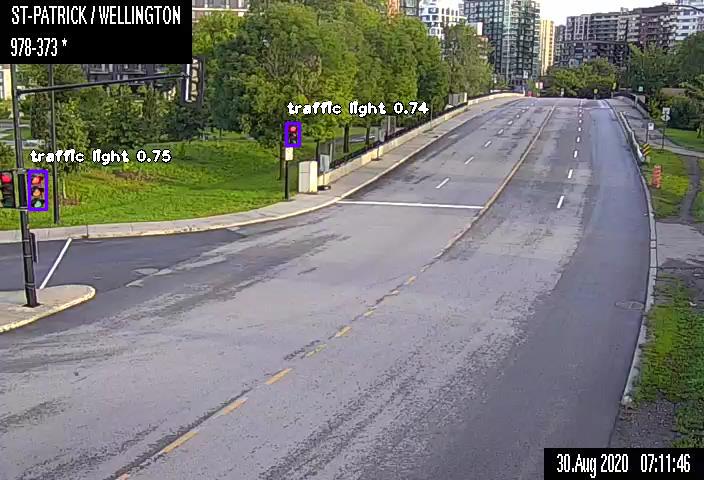 ST-PATRICK / WELLINGTON
978-373 *
traffic light 0.74
traffic light 0.75
30.Aug 2020 07:11:46